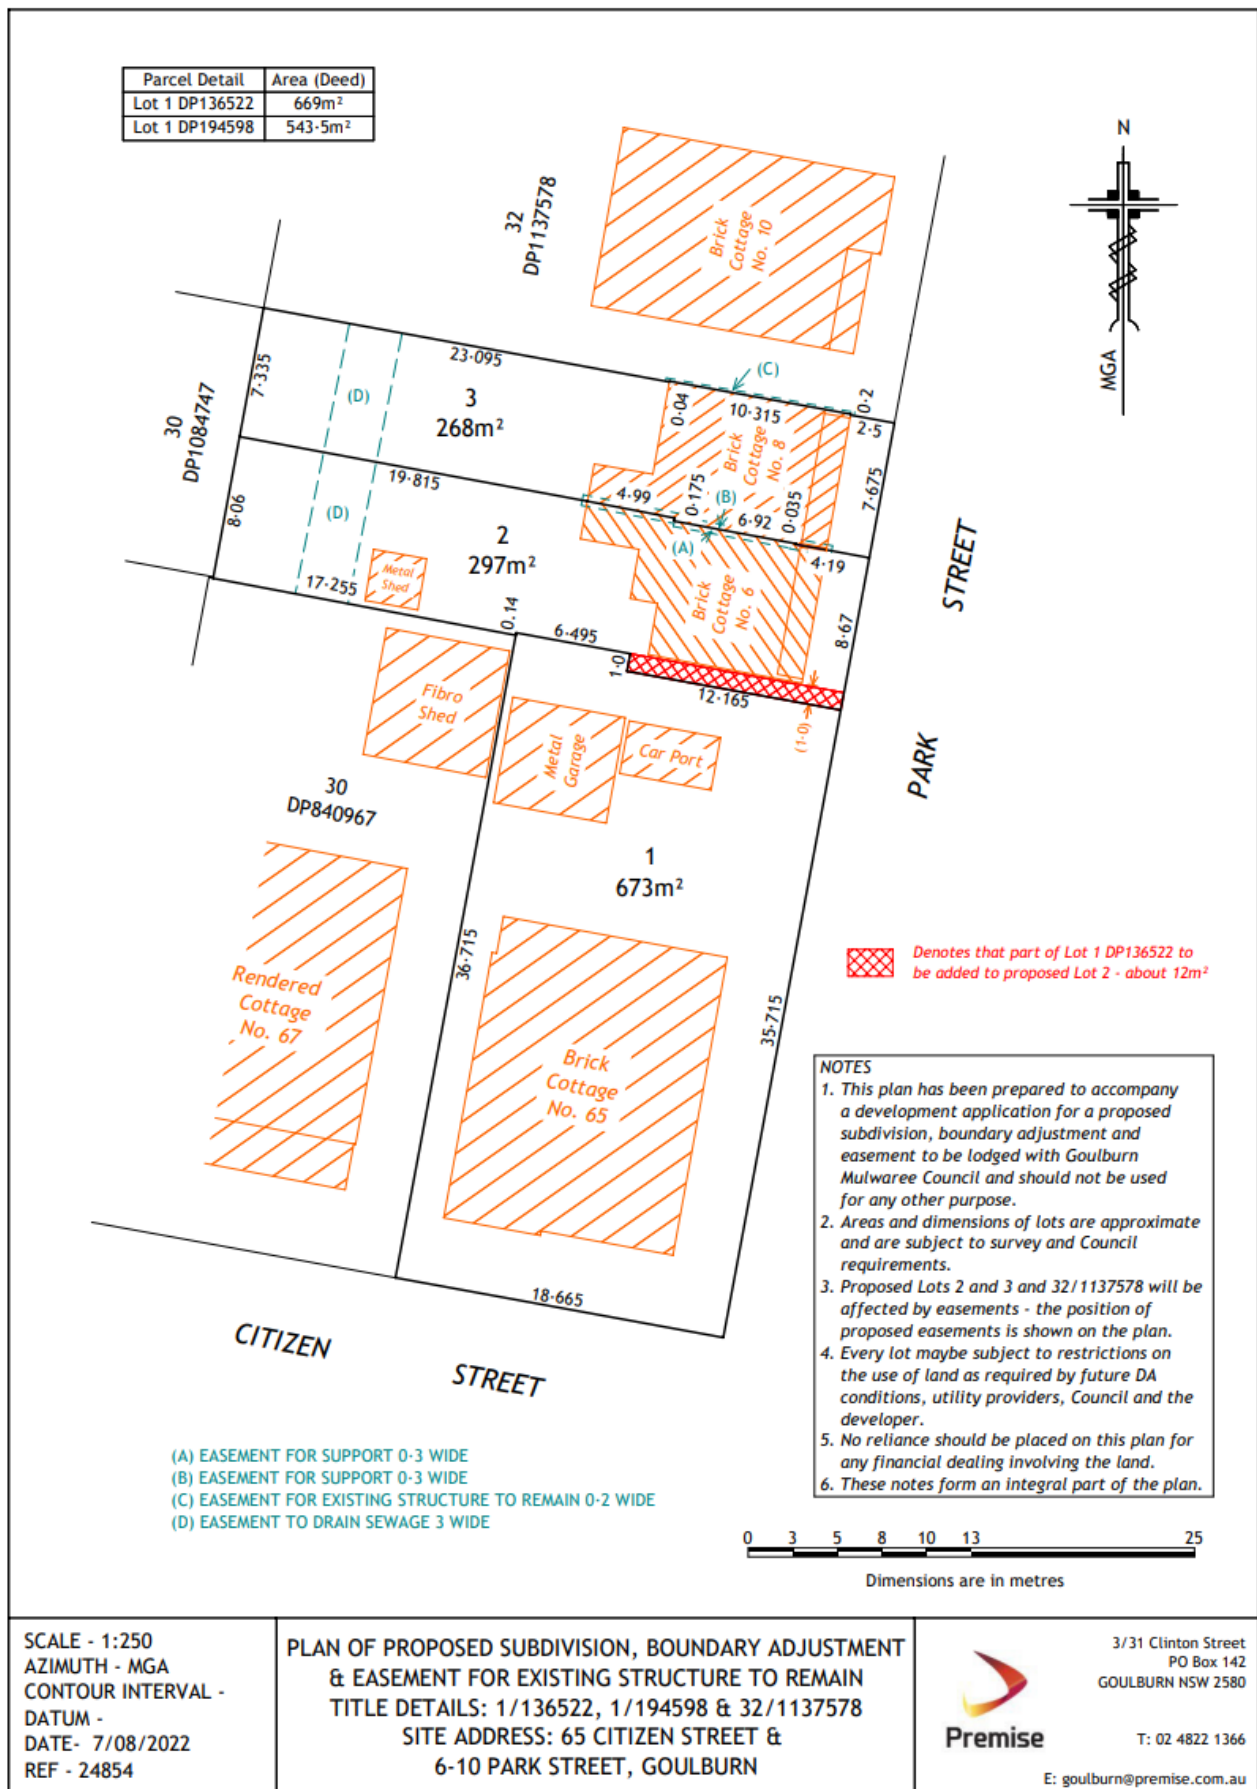 Parcel Detail Area (Deed)
Lot 1 DP136522 669m²
Lot 1 DP194598 543·5m²
N
MGA
32
DP1137578
Brick
Cottage
No. 10
30
DP1084747
7·335
23·095
(C)
(D)
3
268m²
0·04
10·315
0·2
2·5
Brick
Cottage
No. 8
7·675
8·06
19·815
4·99
0·175
(B)
6·92
0·035
(D)
2
297m²
(A)
4·19
Metal
Shed
17·255
0.14
6·495
Brick
Cottage
No. 6
8·67
STREET
1·0
12·165
(1·0)
Fibro
Shed
Metal
Garage
Car Port
PARK
30
DP840967
1
673m²
36·715
Rendered
Cottage
No. 67
Brick
Cottage
No. 65
35·715
Denotes that part of Lot 1 DP136522 to
be added to proposed Lot 2 - about 12m²
18·665
CITIZEN
STREET
NOTES
1. This plan has been prepared to accompany
a development application for a proposed
subdivision, boundary adjustment and
easement to be lodged with Goulburn
Mulwaree Council and should not be used
for any other purpose.
2. Areas and dimensions of lots are approximate
and are subject to survey and Council
requirements.
3. Proposed Lots 2 and 3 and 32/1137578 will be
affected by easements - the position of
proposed easements is shown on the plan.
4. Every lot maybe subject to restrictions on
the use of land as required by future DA
conditions, utility providers, Council and the
developer.
5. No reliance should be placed on this plan for
any financial dealing involving the land.
6. These notes form an integral part of the plan.
(A) EASEMENT FOR SUPPORT 0·3 WIDE
(B) EASEMENT FOR SUPPORT 0·3 WIDE
(C) EASEMENT FOR EXISTING STRUCTURE TO REMAIN 0·2 WIDE
(D) EASEMENT TO DRAIN SEWAGE 3 WIDE
0 3 5 8 10 13 25
Dimensions are in metres
SCALE - 1:250
AZIMUTH - MGA
CONTOUR INTERVAL -
DATUM -
DATE- 7/08/2022
REF - 24854
PLAN OF PROPOSED SUBDIVISION, BOUNDARY ADJUSTMENT
& EASEMENT FOR EXISTING STRUCTURE TO REMAIN
TITLE DETAILS: 1/136522, 1/194598 & 32/1137578
SITE ADDRESS: 65 CITIZEN STREET &
6-10 PARK STREET, GOULBURN
Premise
3/31 Clinton Street
PO Box 142
GOULBURN NSW 2580
T: 02 4822 1366
E: goulburn@premise.com.au